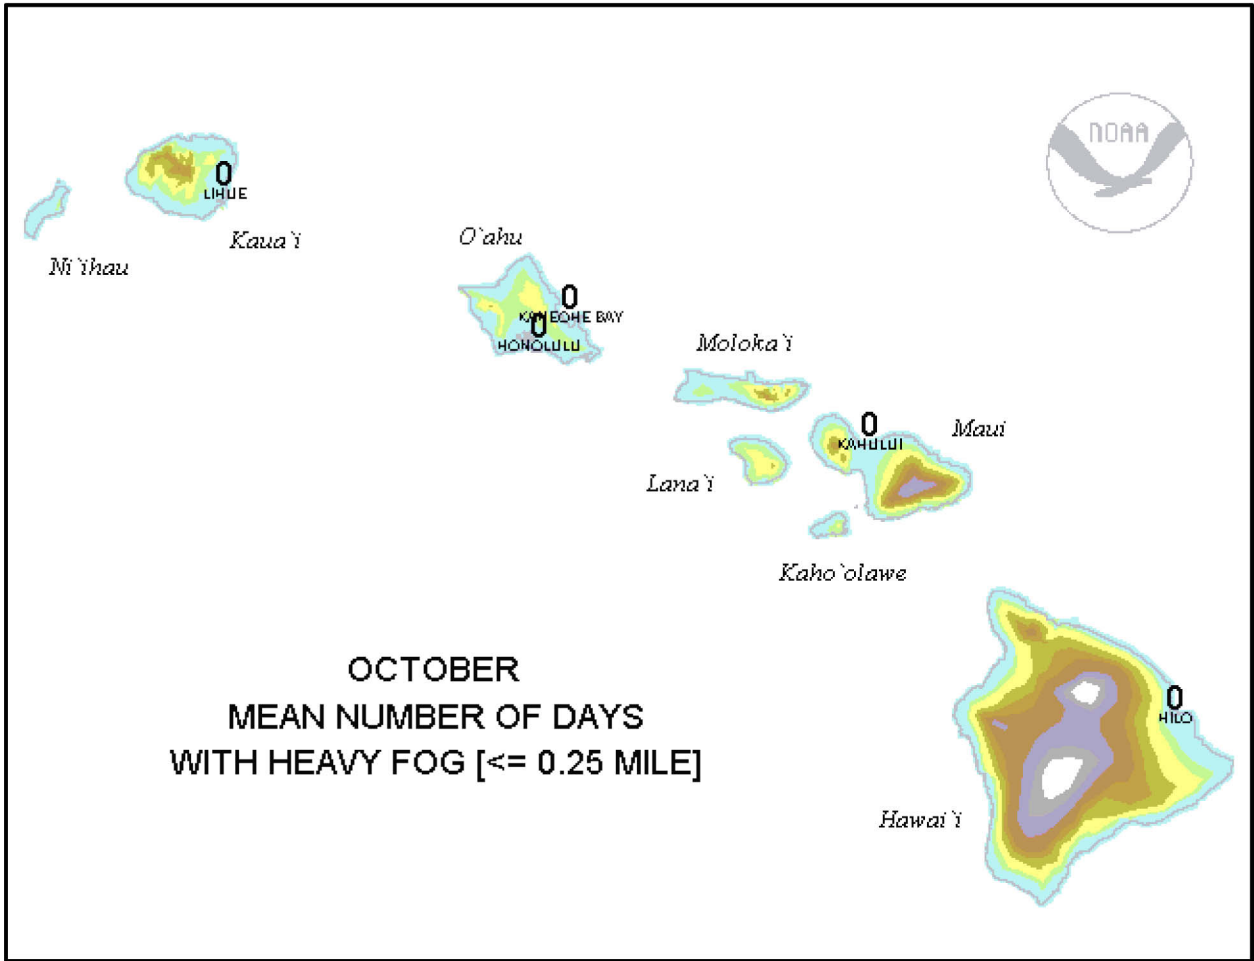 NOAA
0
LIHUE
Kaua`i
Ni`ihau
O`ahu
0
KANEOHE BAY
0
HONOLULU
Moloka`i
0
KAHULUI
Maui
Lana`i
Kaho`olawe
0
HILO
Hawai`i
OCTOBER
MEAN NUMBER OF DAYS
WITH HEAVY FOG [<= 0.25 MILE]